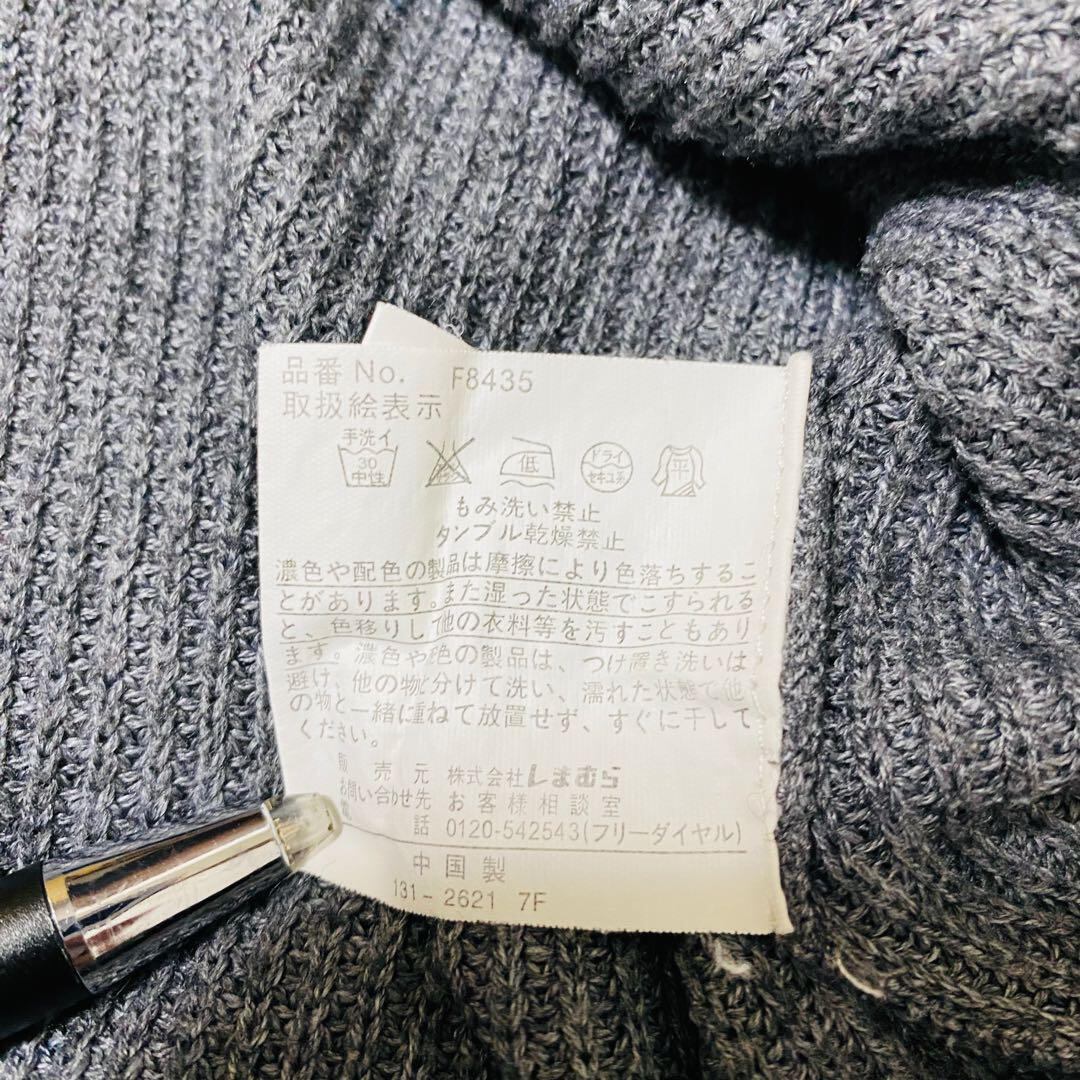 品番 No. F8435
取扱絵表示
手洗イ
30
中性
低
ドライ
セキユ系
平
もみ洗い禁止
タンブル乾燥禁止
濃色や配色の製品は摩擦により色落ちするこ
とがあります。また湿った状態でこすられる
と、色移りして他の衣料等を汚すこともあり
ます。濃色や色の製品は、つけ置き洗いは
避け、他の物と分けて洗い、濡れた状態で他
の物と一緒に重ねて放置せず、すぐに干して
ください。
販売元 株式会社しまむら
お問い合わせ先 お客様相談室
話 0120-542543(フリーダイヤル)
中国製
131-2621 7F